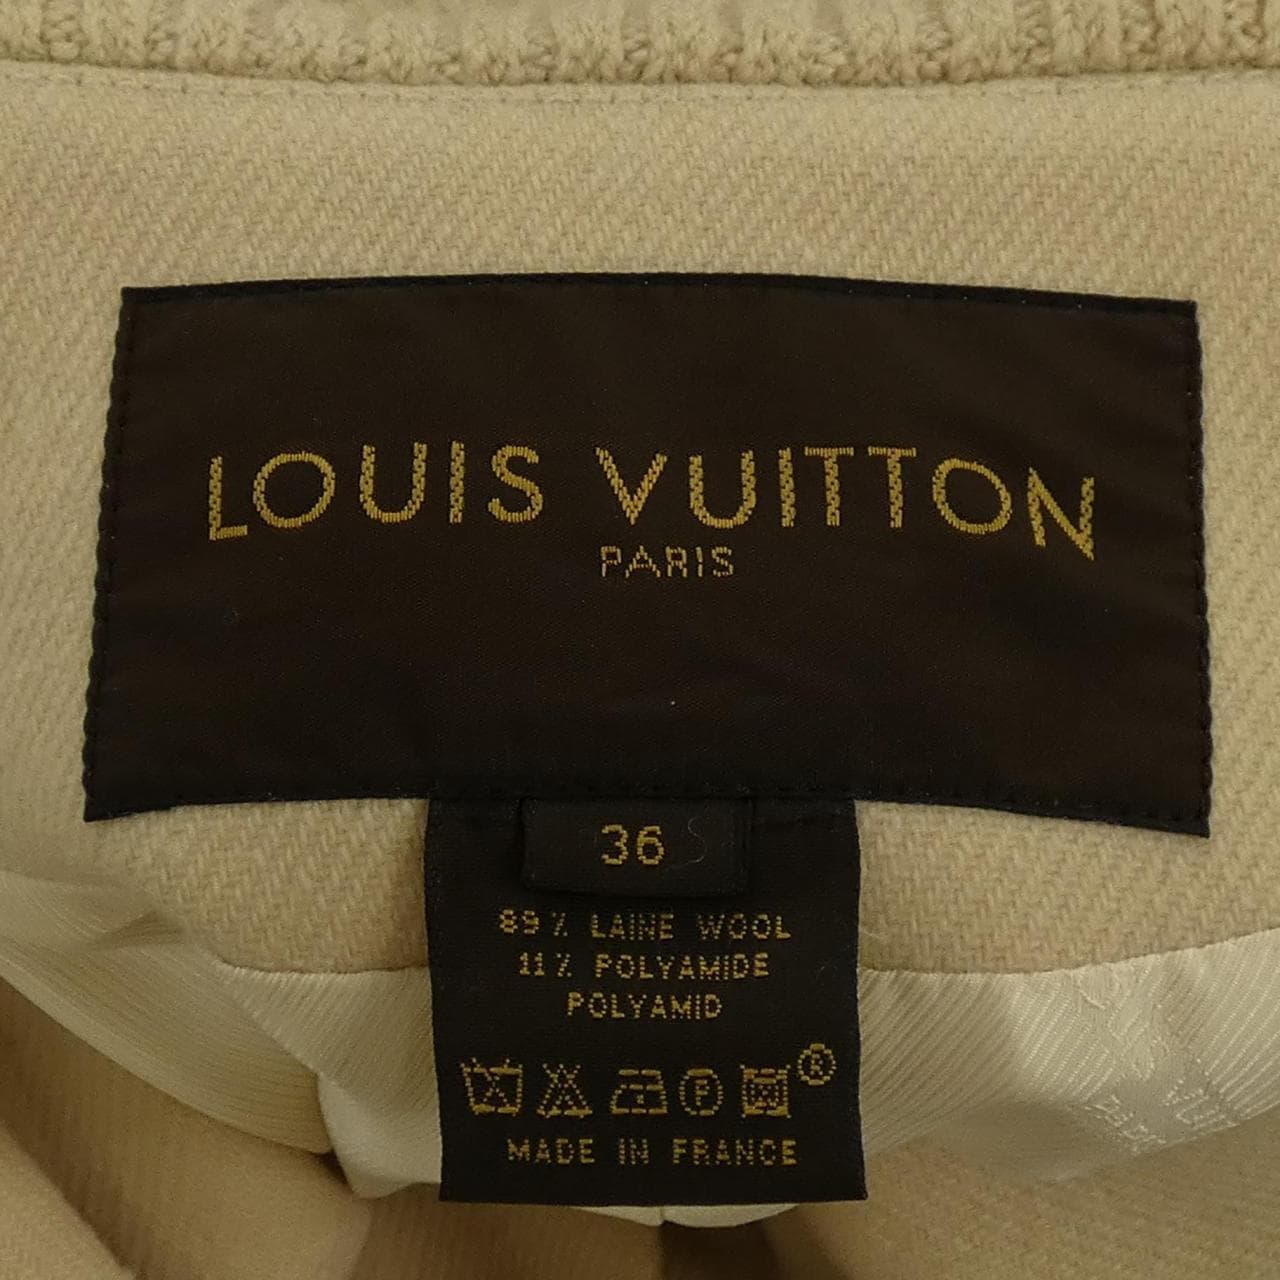 LOUIS VUITTON
PARIS
36
89% LAINE WOOL
11% POLYAMIDE
POLYAMID
P
®
MADE IN FRANCE